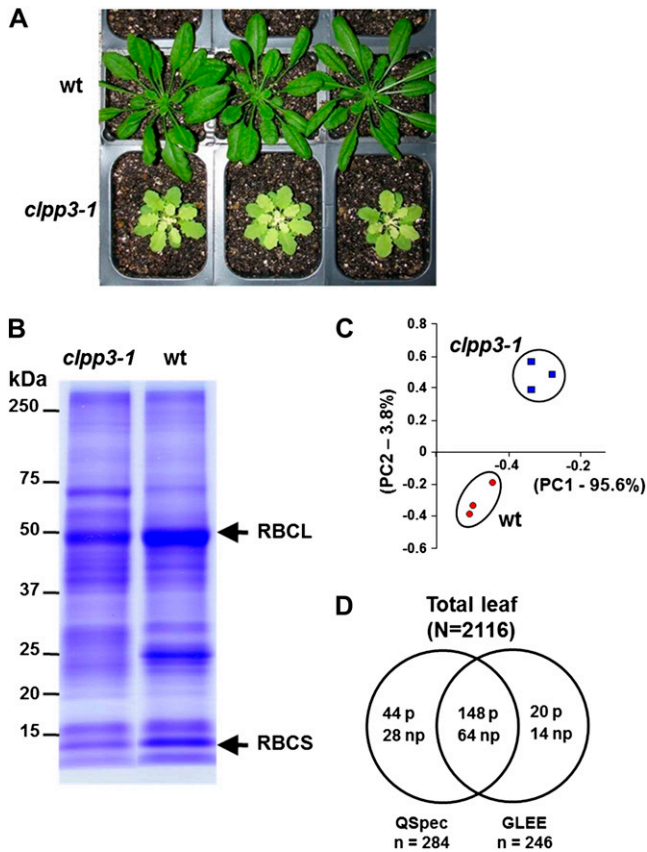 A
wt
clpp3-1
B
clpp3-1 wt
kDa
250
75
50
37
25
20
15
RBCL
RBCS
C
clpp3-1
0.8
0.6
0.4
0.2
0
-0.2
-0.4
-0.6
-0.4 -0.2
(PC2 – 3.8%)
(PC1 - 95.6%)
wt
D
Total leaf
(N=2116)
44 p 148 p 20 p
28 np 64 np 14 np
QSpec GLEE
n = 284 n = 246